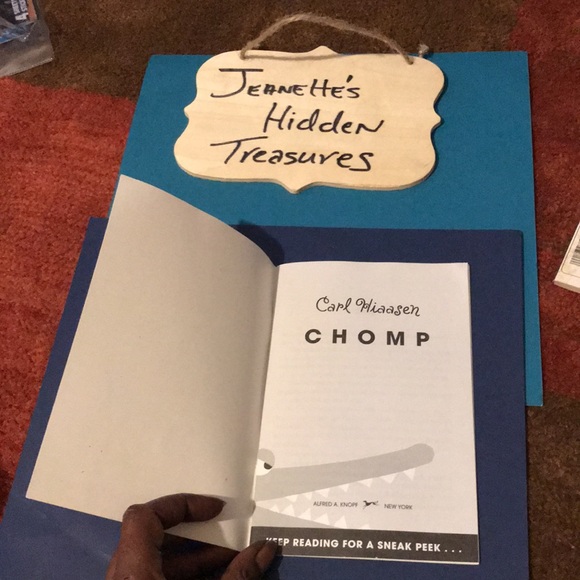 Jeanette's
Hidden
Treasures
Carl Hiaasen
CHOMP
ALFRED A. KNOPF NEW YORK
KEEP READING FOR A SNEAK PEEK . . .